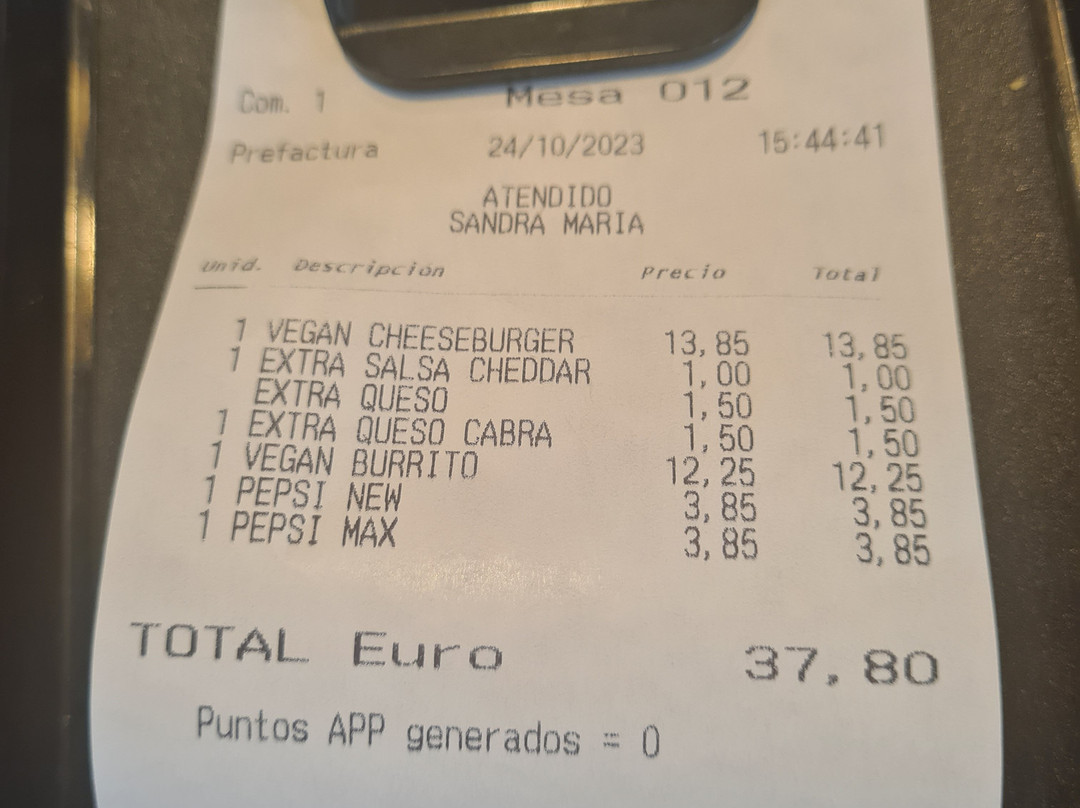 Com. 1 Mesa 012
Prefactura 24/10/2023 15:44:41
ATENDIDO
SANDRA MARIA
Unid. Descripción Precio Total
1 VEGAN CHEESEBURGER 13,85 13,85
1 EXTRA SALSA CHEDDAR 1,00 1,00
EXTRA QUESO 1,50 1,50
1 EXTRA QUESO CABRA 1,50 1,50
1 VEGAN BURRITO 12,25 12,25
1 PEPSI NEW 3,85 3,85
1 PEPSI MAX 3,85 3,85
TOTAL Euro 37,80
Puntos APP generados = 0